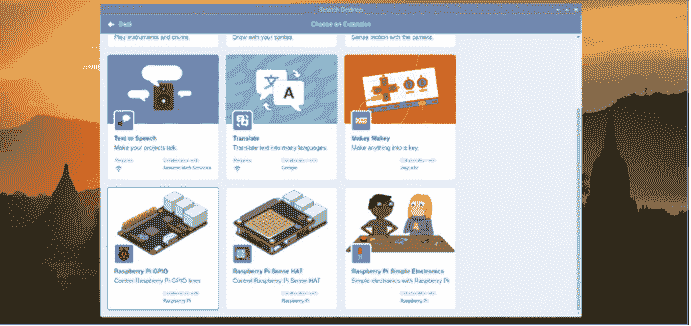 Scratch Desktop
Back
Choose an Extension
Play instruments and drums.
Draw with your sprites.
Sense motion with the camera.
A
Text to Speech
Make your projects talk.
Requires
Collaboration with
Amazon Web Services
Translate
Translate text into many languages.
Requires
Collaboration with
Google
Makey Makey
Make anything into a key.
Collaboration with
JoyLabz
Raspberry Pi GPIO
Control Raspberry Pi GPIO lines
Collaboration with
Raspberry Pi
Raspberry Pi Sense HAT
Control Raspberry Pi Sense HAT
Collaboration with
Raspberry Pi
Raspberry Pi Simple Electronics
Simple electronics with Raspberry Pi
Collaboration with
Raspberry Pi